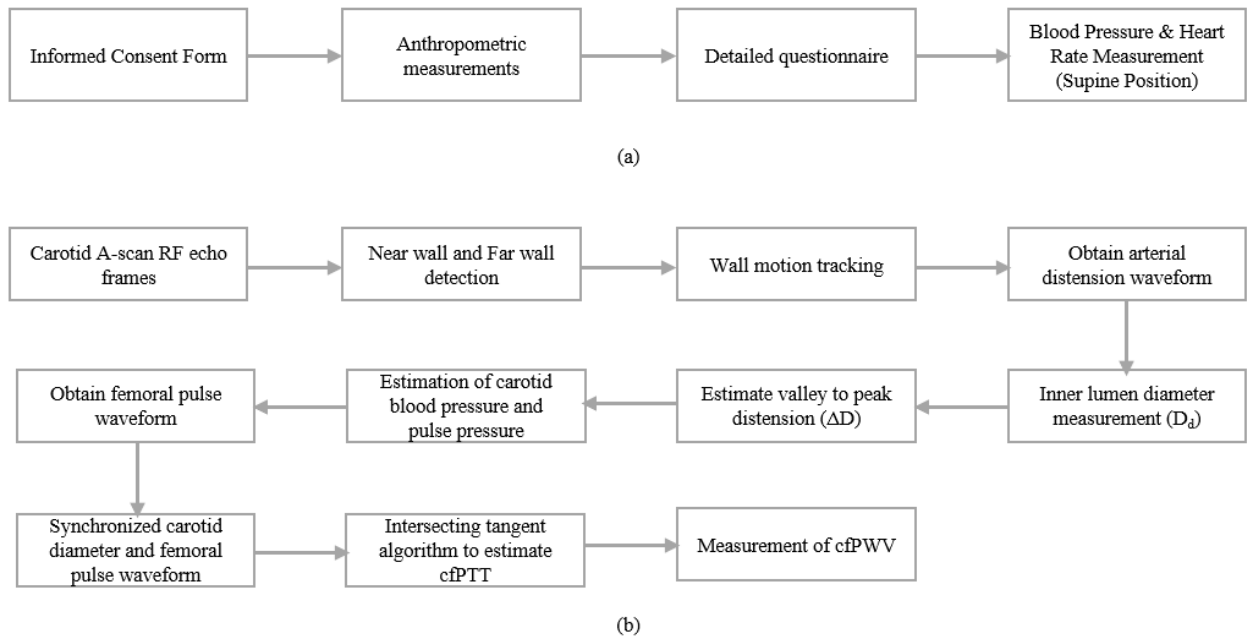 Informed Consent Form
Anthropometric
measurements
Detailed questionnaire
Blood Pressure & Heart
Rate Measurement
(Supine Position)
(a)
Carotid A-scan RF echo
frames
Near wall and Far wall
detection
Wall motion tracking
Obtain arterial
distension waveform
Inner lumen diameter
measurement (Dd)
Estimate valley to peak
distension (ΔD)
Estimation of carotid
blood pressure and
pulse pressure
Obtain femoral pulse
waveform
Synchronized carotid
diameter and femoral
pulse waveform
Intersecting tangent
algorithm to estimate
cfPTT
Measurement of cfPWV
(b)